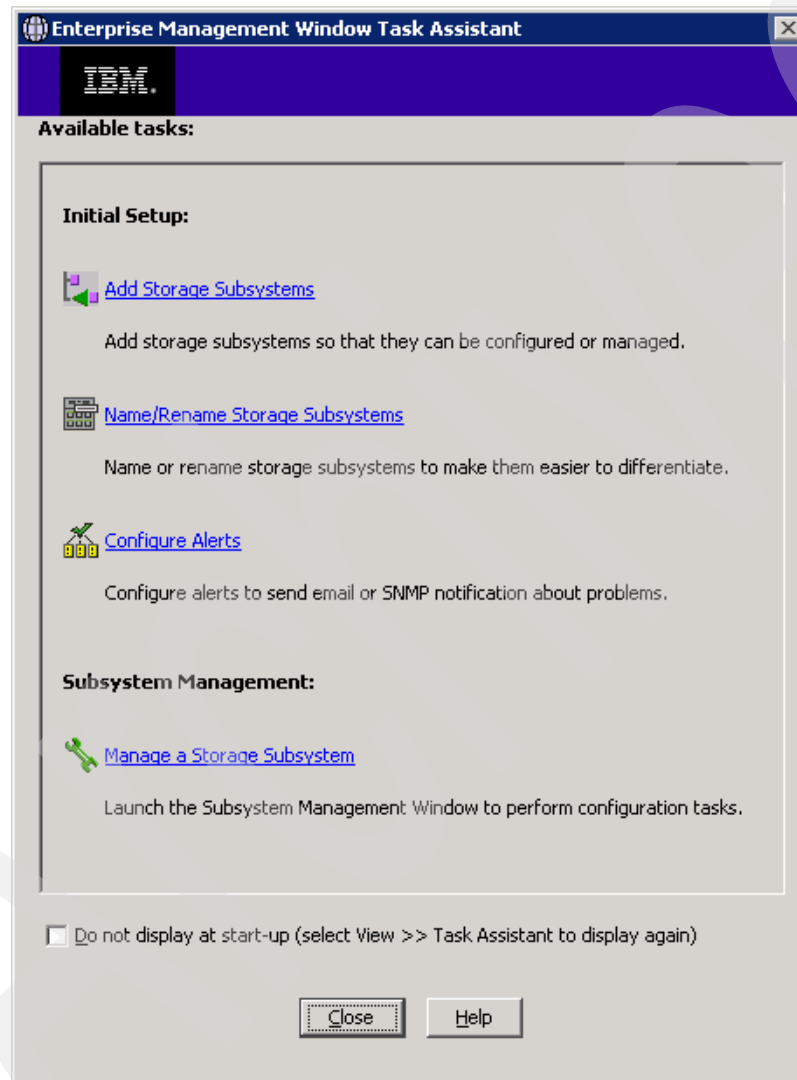 Enterprise Management Window Task Assistant
IBM.
Available tasks:
Initial Setup:
Add Storage Subsystems
Add storage subsystems so that they can be configured or managed.
Name/Rename Storage Subsystems
Name or rename storage subsystems to make them easier to differentiate.
Configure Alerts
Configure alerts to send email or SNMP notification about problems.
Subsystem Management:
Manage a Storage Subsystem
Launch the Subsystem Management Window to perform configuration tasks.
Do not display at start-up (select View >> Task Assistant to display again)
Close
Help